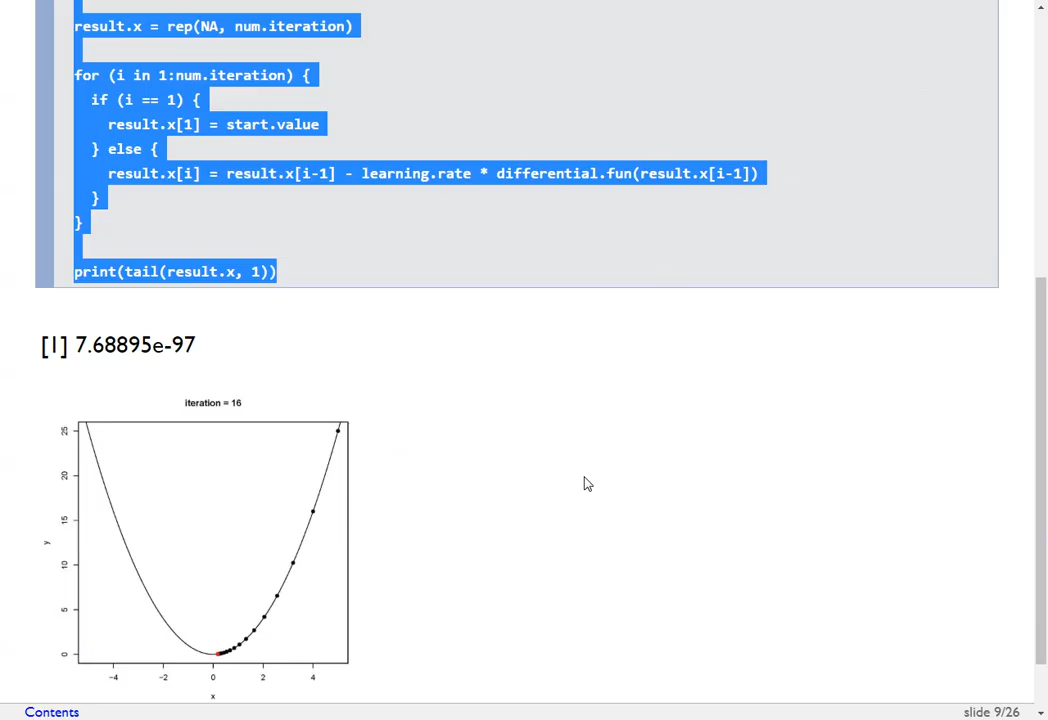 result.x = rep(NA, num.iteration)
for (i in 1:num.iteration) {
if (i == 1) {
result.x[1] = start.value
} else {
result.x[i] = result.x[i-1] - learning.rate * differential.fun(result.x[i-1])
}
}
print(tail(result.x, 1))
[1] 7.68895e-97
iteration = 16
25
20
15
10
5
0
y
−4 −2 0 2 4
x
Contents
slide 9/26